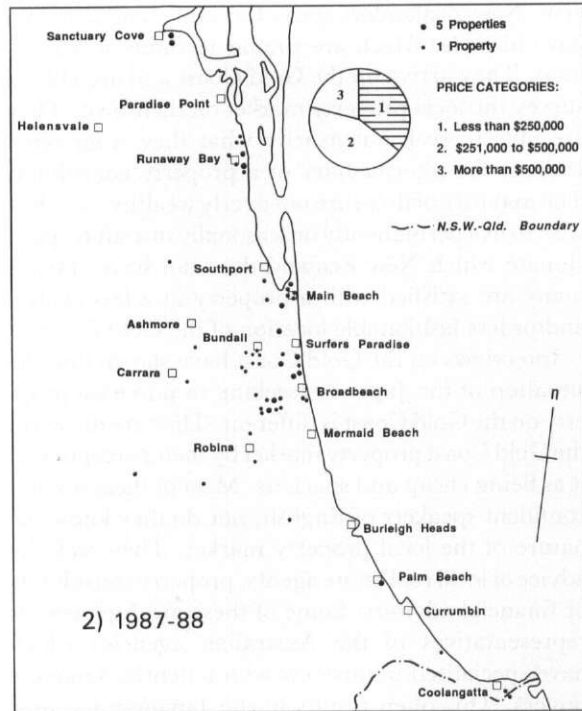 5 Properties
Sanctuary Cove
1 Property
PRICE CATEGORIES:
Paradise Point
3
1
1. Less than $250,000
Helensvale
2
2. $251,000 to $500,000
Runaway Bay
3. More than $500,000
N.S.W.-Qld. Boundary
Southport
Main Beach
Ashmore
Bundall
Surfers Paradise
Carrara
Broadbeach
n
Mermaid Beach
Robina
Burleigh Heads
Palm Beach
Currumbin
2) 1987-88
Coolangatta